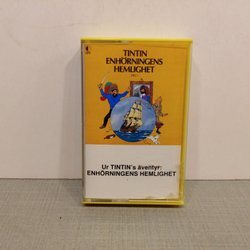 TINTIN
ENHÖRNINGENS
HEMLIGHET
Ur TINTIN's äventyr:
ENHÖRNINGENS HEMLIGHET